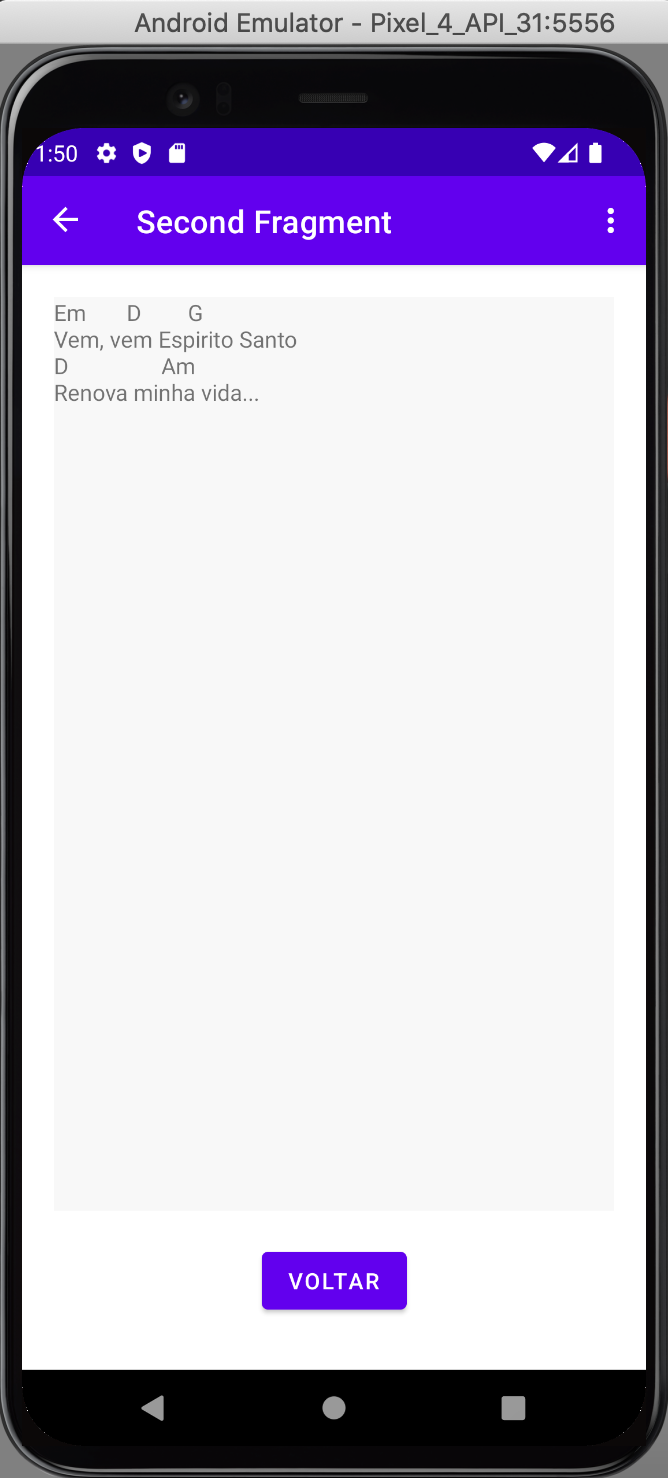 Android Emulator - Pixel_4_API_31:5556
1:50
Second Fragment
Em D G
Vem, vem Espirito Santo
D Am
Renova minha vida...
VOLTAR